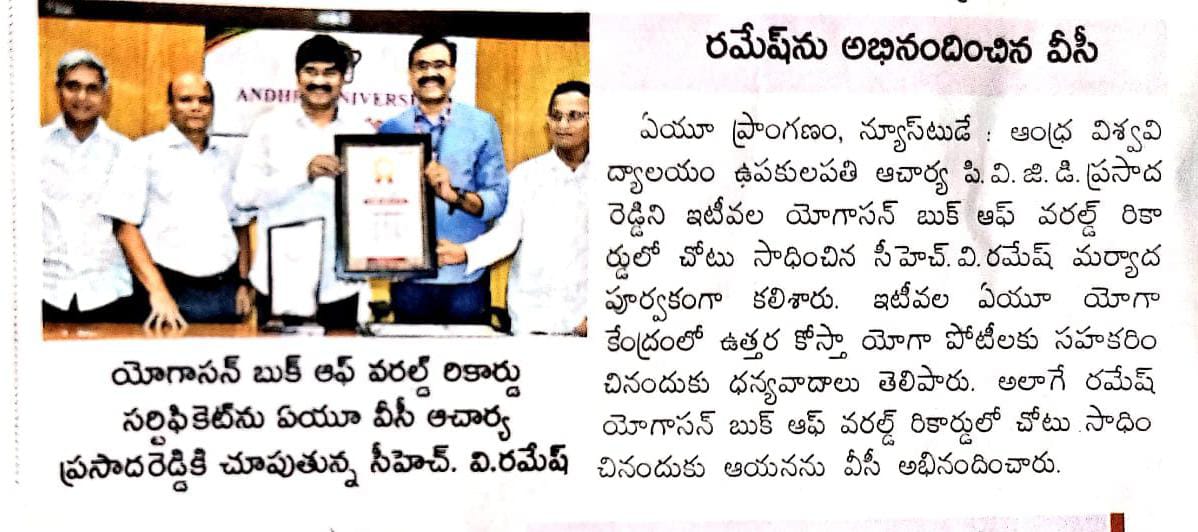 ANDHRA UNIVERSI
రమేష్‌ను అభినందించిన వీసీ
ఏయూ ప్రాంగణం, న్యూస్‌టుడే : ఆంధ్ర విశ్వవి
ద్యాలయం ఉపకులపతి ఆచార్య పి.వి.జి.డి.ప్రసాద
రెడ్డిని ఇటీవల యోగాసన్ బుక్ ఆఫ్ వరల్డ్ రికా
ర్డులో చోటు సాధించిన సీహెచ్.వి.రమేష్ మర్యాద
పూర్వకంగా కలిశారు. ఇటీవల ఏయూ యోగా
కేంద్రంలో ఉత్తర కోస్తా యోగా పోటీలకు సహకరిం
చినందుకు ధన్యవాదాలు తెలిపారు. అలాగే రమేష్
యోగాసన్ బుక్ ఆఫ్ వరల్డ్ రికార్డులో చోటు సాధిం
చినందుకు ఆయనను వీసీ అభినందించారు.
యోగాసన్ బుక్ ఆఫ్ వరల్డ్ రికార్డు
సర్టిఫికెట్‌ను ఏయూ వీసీ ఆచార్య
ప్రసాదరెడ్డికి చూపుతున్న సీహెచ్. వి.రమేష్